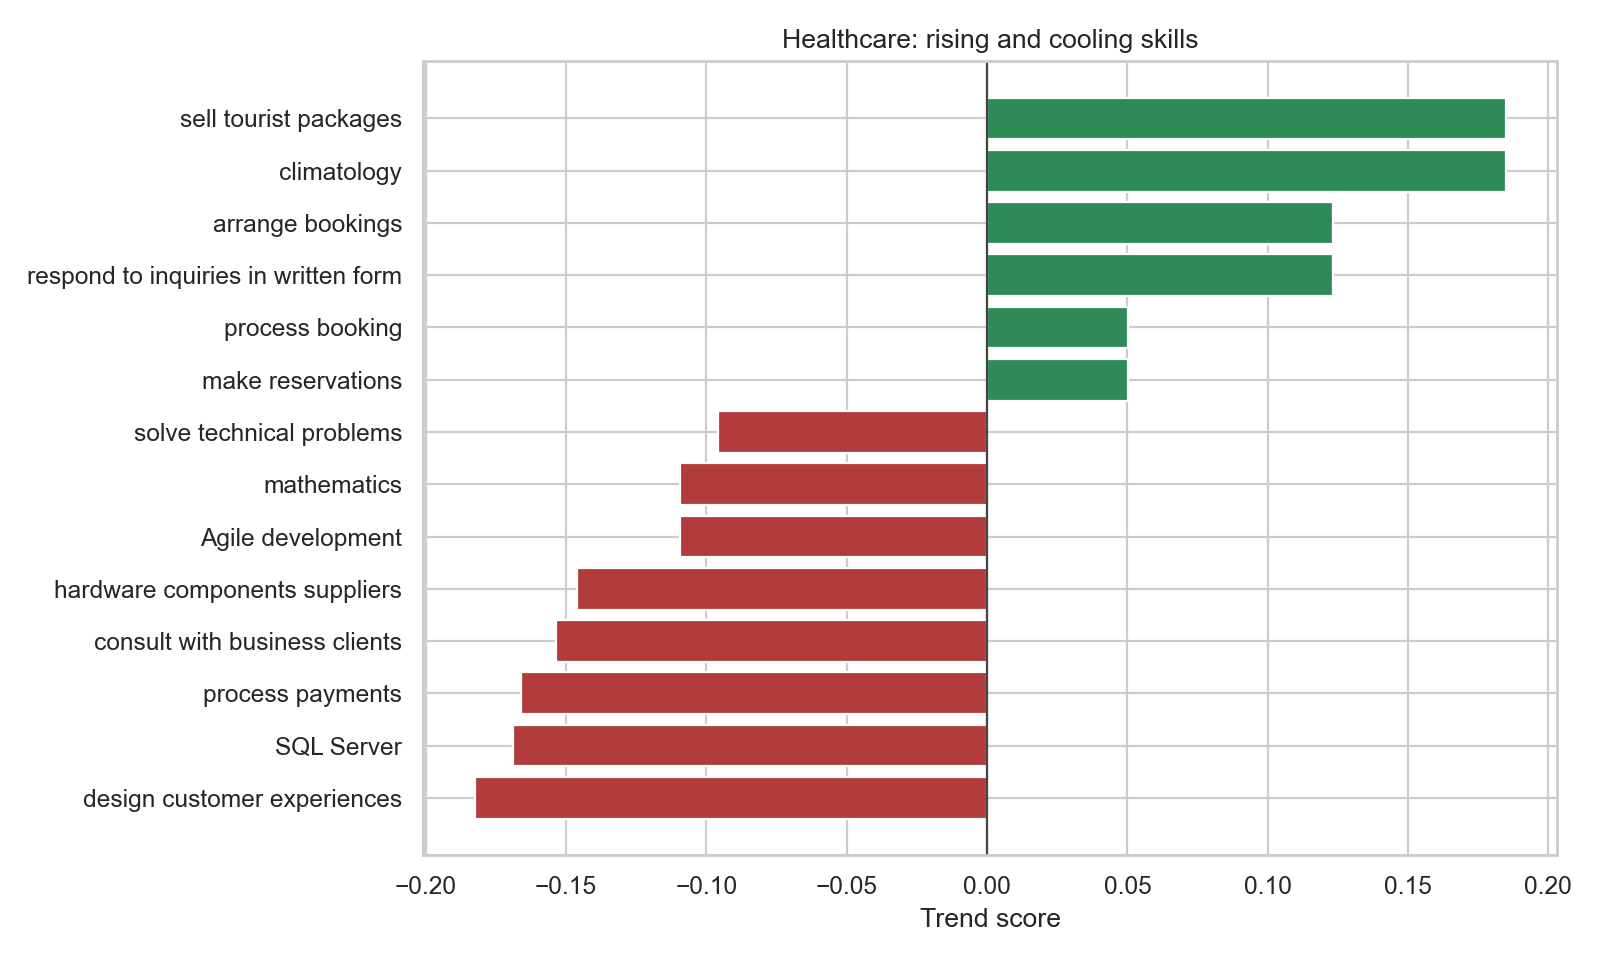 Healthcare: rising and cooling skills
sell tourist packages
climatology
arrange bookings
respond to inquiries in written form
process booking
make reservations
solve technical problems
mathematics
Agile development
hardware components suppliers
consult with business clients
process payments
SQL Server
design customer experiences
−0.20 −0.15 −0.10 −0.05 0.00 0.05 0.10 0.15 0.20
Trend score